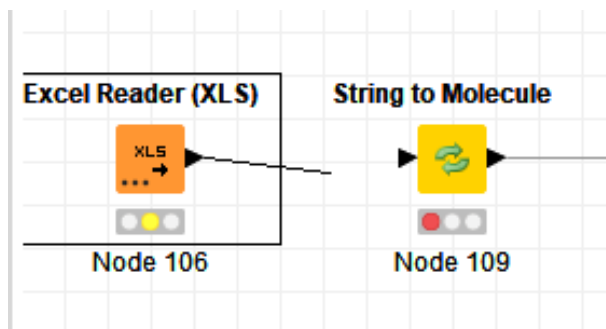 Excel Reader (XLS)
String to Molecule
XLS
Node 106
Node 109